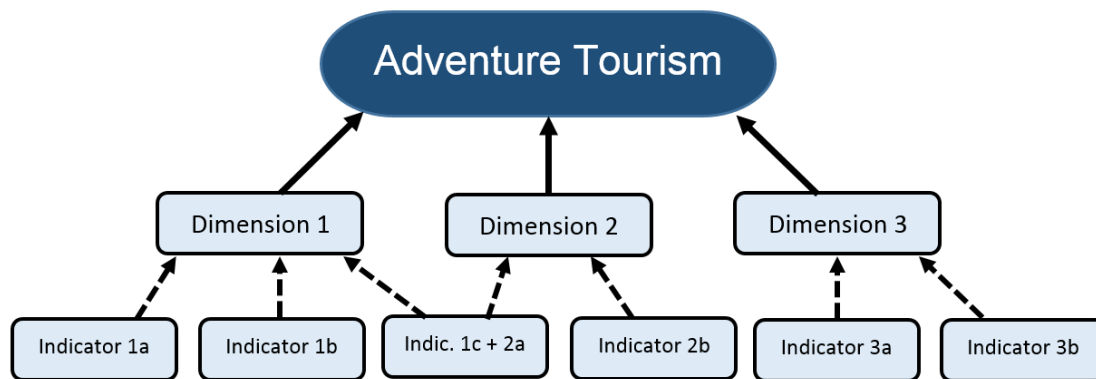 Adventure Tourism
Dimension 1
Dimension 2
Dimension 3
Indicator 1a
Indicator 1b
Indic. 1c + 2a
Indicator 2b
Indicator 3a
Indicator 3b